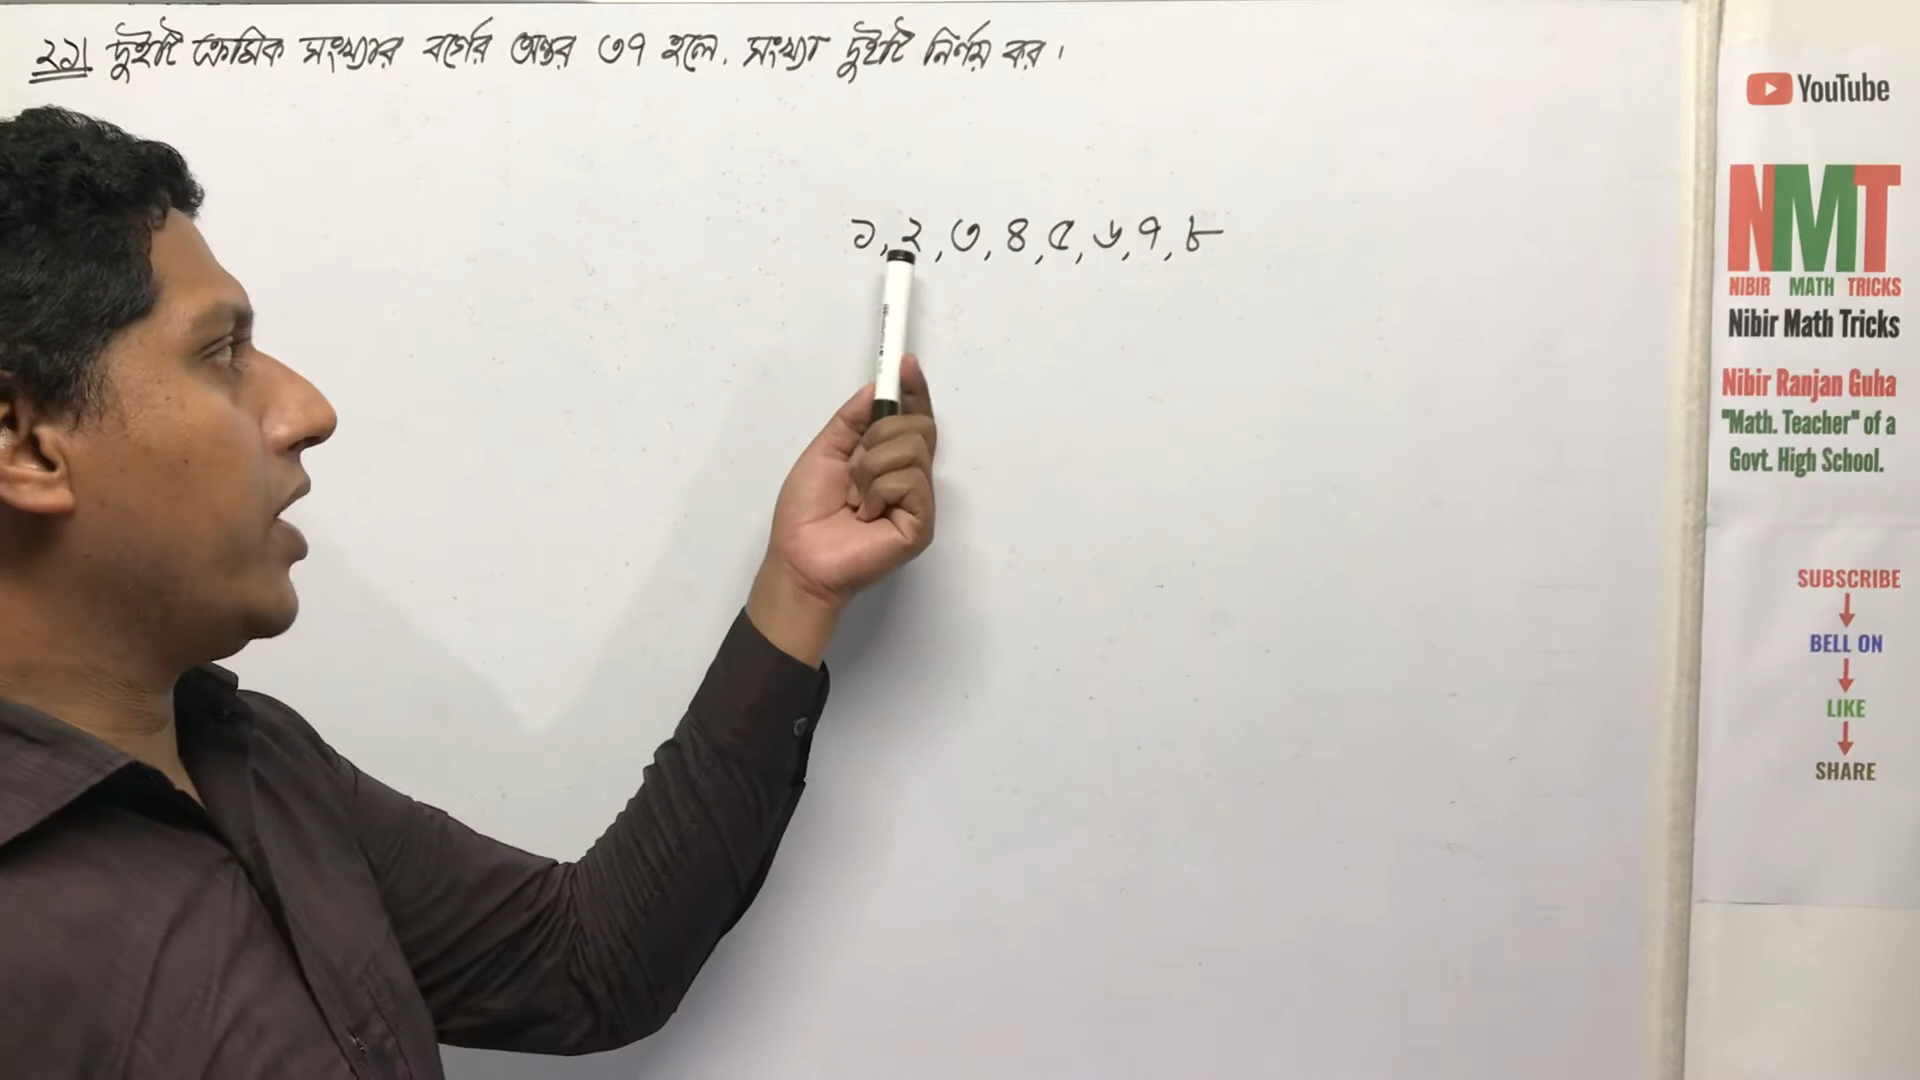 ২১। দুইটি ক্রমিক সংখ্যার বর্গের অন্তর ৩৭ হলে, সংখ্যা দুইটি নির্ণয় কর।
১, ২, ৩, ৪, ৫, ৬, ৭, ৮
YouTube
NMT
NIBIR MATH TRICKS
Nibir Math Tricks
Nibir Ranjan Guha
"Math. Teacher" of a
Govt. High School.
SUBSCRIBE
BELL ON
LIKE
SHARE